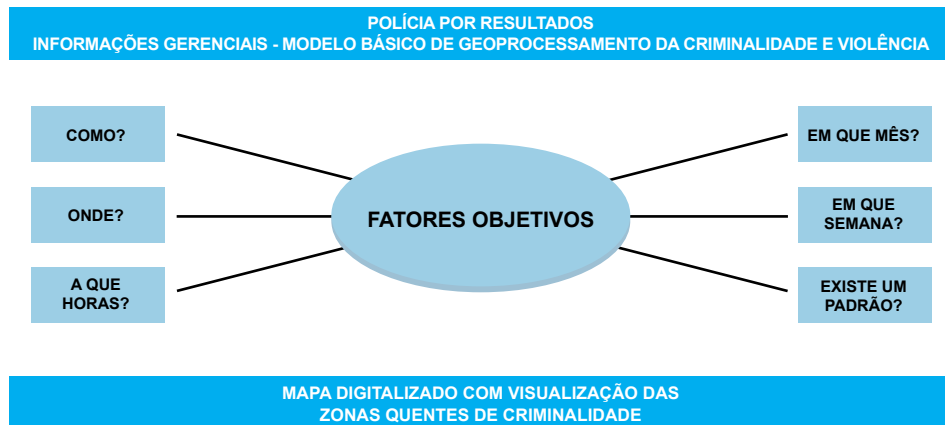 POLÍCIA POR RESULTADOS
INFORMAÇÕES GERENCIAIS - MODELO BÁSICO DE GEOPROCESSAMENTO DA CRIMINALIDADE E VIOLÊNCIA
COMO?
ONDE?
A QUE
HORAS?
FATORES OBJETIVOS
EM QUE MÊS?
EM QUE
SEMANA?
EXISTE UM
PADRÃO?
MAPA DIGITALIZADO COM VISUALIZAÇÃO DAS
ZONAS QUENTES DE CRIMINALIDADE